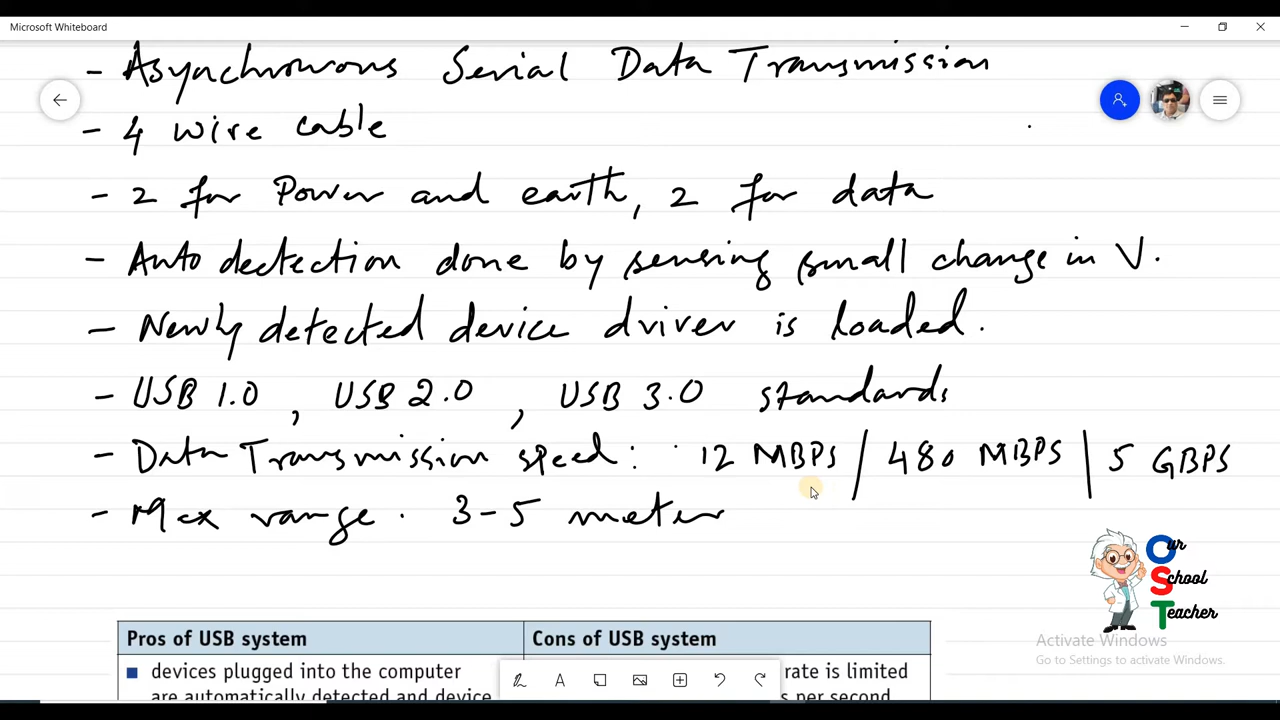 Microsoft Whiteboard
- Asynchronous Serial Data Transmission
- 4 wire cable
- 2 for Power and earth, 2 for data
- Auto dectection done by sensing small change in V.
- Newly detected device driver is loaded.
- USB 1.0, USB 2.0, USB 3.0 standards
- Data Transmission speed: 12 MBPS / 480 MBPS | 5 GBPS
- Max range. 3-5 meter
Our
School
Teacher
Pros of USB system
Cons of USB system
Activate Windows
Go to Settings to activate Windows.
■ devices plugged into the computer
rate is limited
are automatically detected and device
s per second